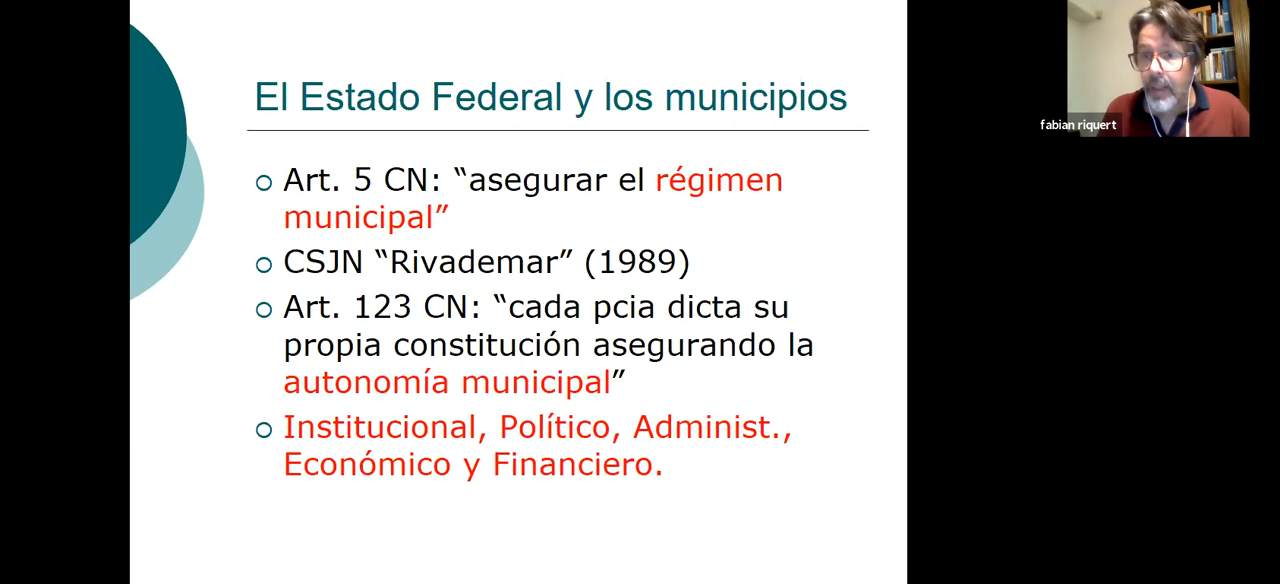 El Estado Federal y los municipios
Art. 5 CN: “asegurar el régimen
municipal”
CSJN “Rivademar” (1989)
Art. 123 CN: “cada pcia dicta su
propia constitución asegurando la
autonomía municipal”
Institucional, Político, Administ.,
Económico y Financiero.
fabian riquert